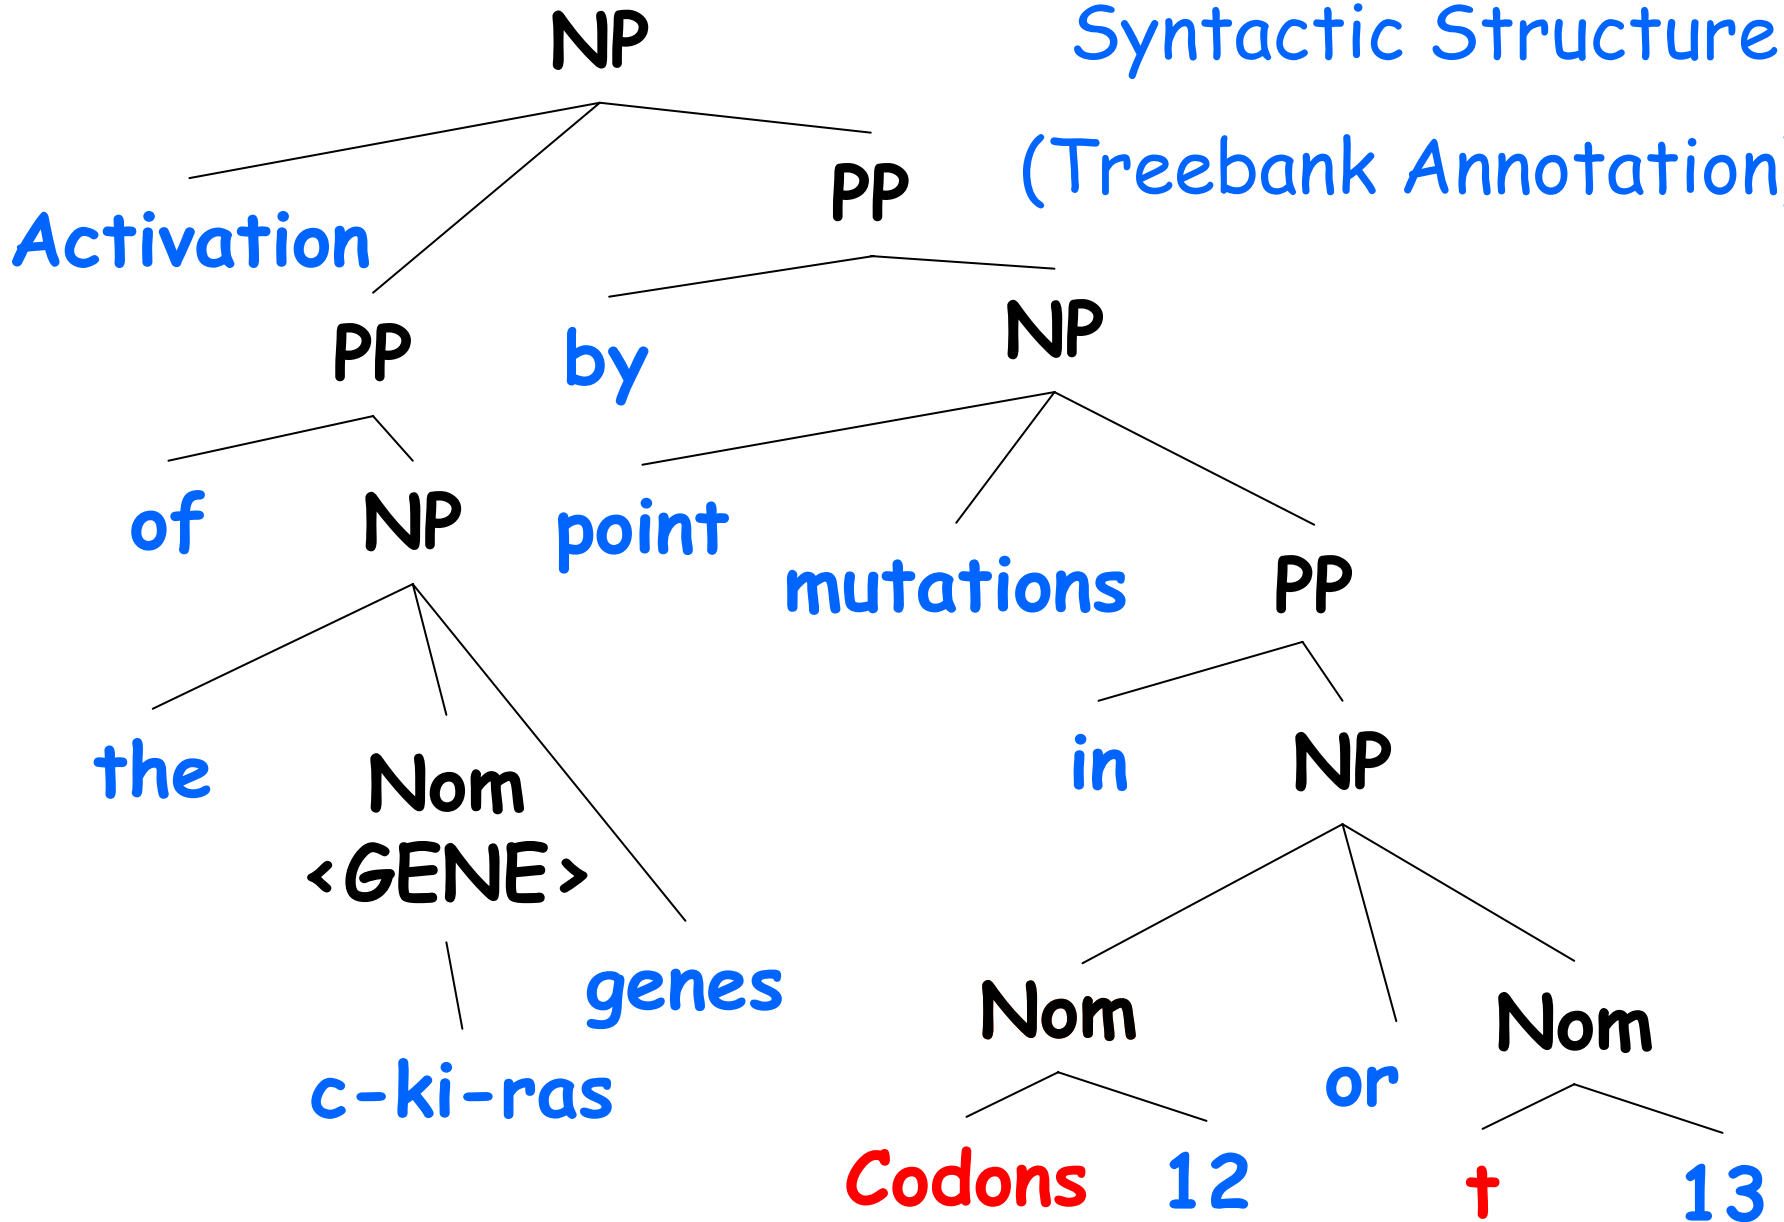 NP
Syntactic Structure
(Treebank Annotation)
PP
Activation
PP
by
NP
of
NP
point
mutations
PP
the
Nom
<GENE>
in
NP
genes
Nom
Nom
c-ki-ras
or
Codons 12
t 13